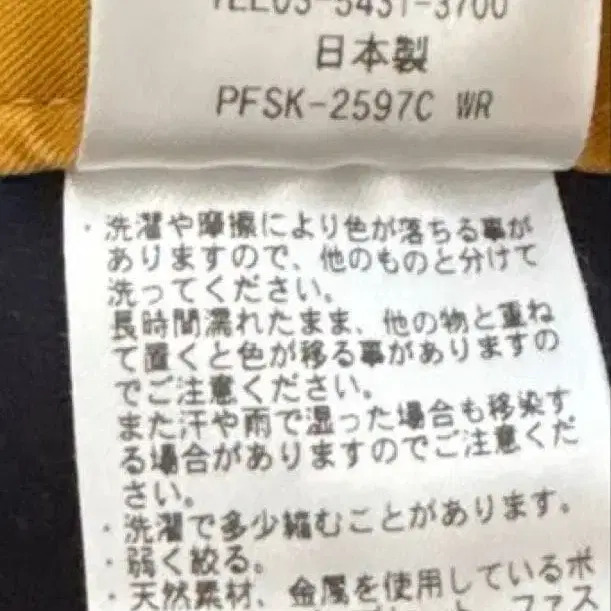 TEL03-5431-3700
日本製
PFSK-2597C WR
・洗濯や摩擦により色が落ちる事が
ありますので、他のものと分けて
洗ってください。
長時間濡れたまま、他の物と重ね
て置くと色が移る事がありますの
でご注意ください。
また汗や雨で湿った場合も移染す
る場合がありますのでご注意くだ
さい。
・洗濯で多少縮むことがあります。
・弱く絞る。
・天然素材、金属を使用しているボ
ファス